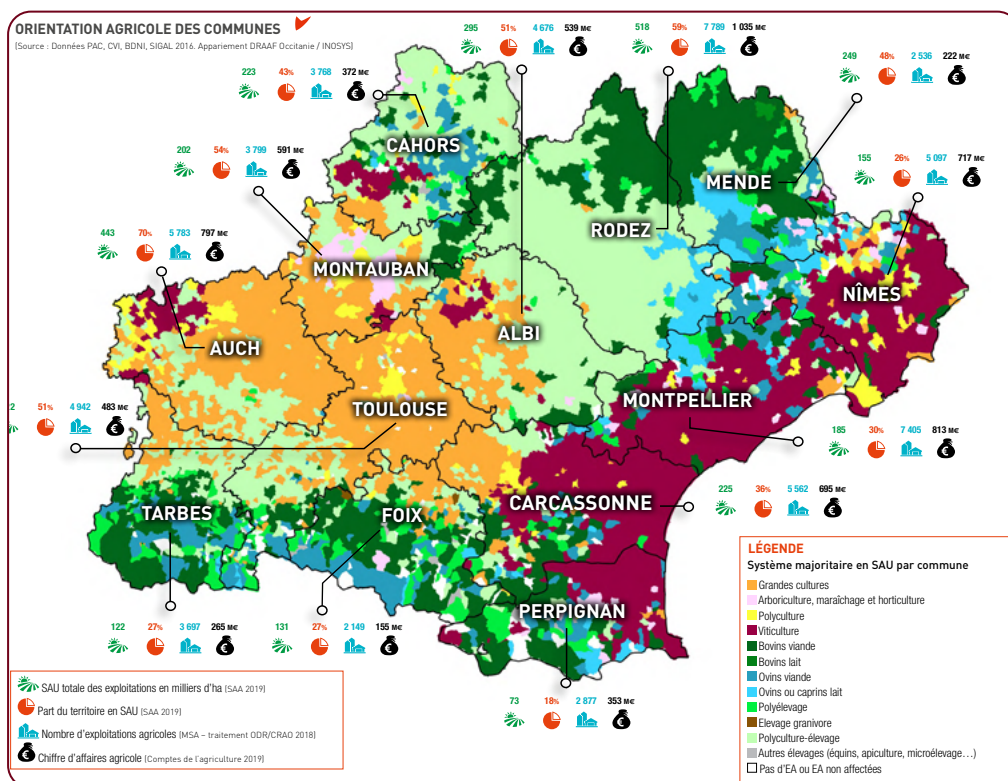 ORIENTATION AGRICOLE DES COMMUNES
(Source : Données PAC, CVI, BDNI, SIGAL 2016. Appariement DRAAF Occitanie / INOSYS)
295 51% 4 676 539 M€
518 59% 7 789 1 035 M€
249 48% 2 536 222 M€
223 43% 3 768 372 M€
CAHORS
202 54% 3 799 591 M€
MENDE
155 26% 5 097 717 M€
RODEZ
443 70% 5 783 797 M€
MONTAUBAN
NÎMES
ALBI
AUCH
MONTPELLIER
TOULOUSE
2 51% 4 942 483 M€
185 30% 7 405 813 M€
CARCASSONNE
225 36% 5 562 695 M€
TARBES
FOIX
PERPIGNAN
122 27% 3 697 265 M€
131 27% 2 149 155 M€
73 18% 2 877 353 M€
SAU totale des exploitations en milliers d'ha (SAA 2019)
Part du territoire en SAU (SAA 2019)
Nombre d'exploitations agricoles (MSA – traitement ODR/CRAO 2018)
€ Chiffre d'affaires agricole (Comptes de l'agriculture 2019)
LÉGENDE
Système majoritaire en SAU par commune
Grandes cultures
Arboriculture, maraîchage et horticulture
Polyculture
Viticulture
Bovins viande
Bovins lait
Ovins viande
Ovins ou caprins lait
Polyélevage
Elevage granivore
Polyculture-élevage
Autres élevages (équins, apiculture, microélevage…)
Pas d'EA ou EA non affectées